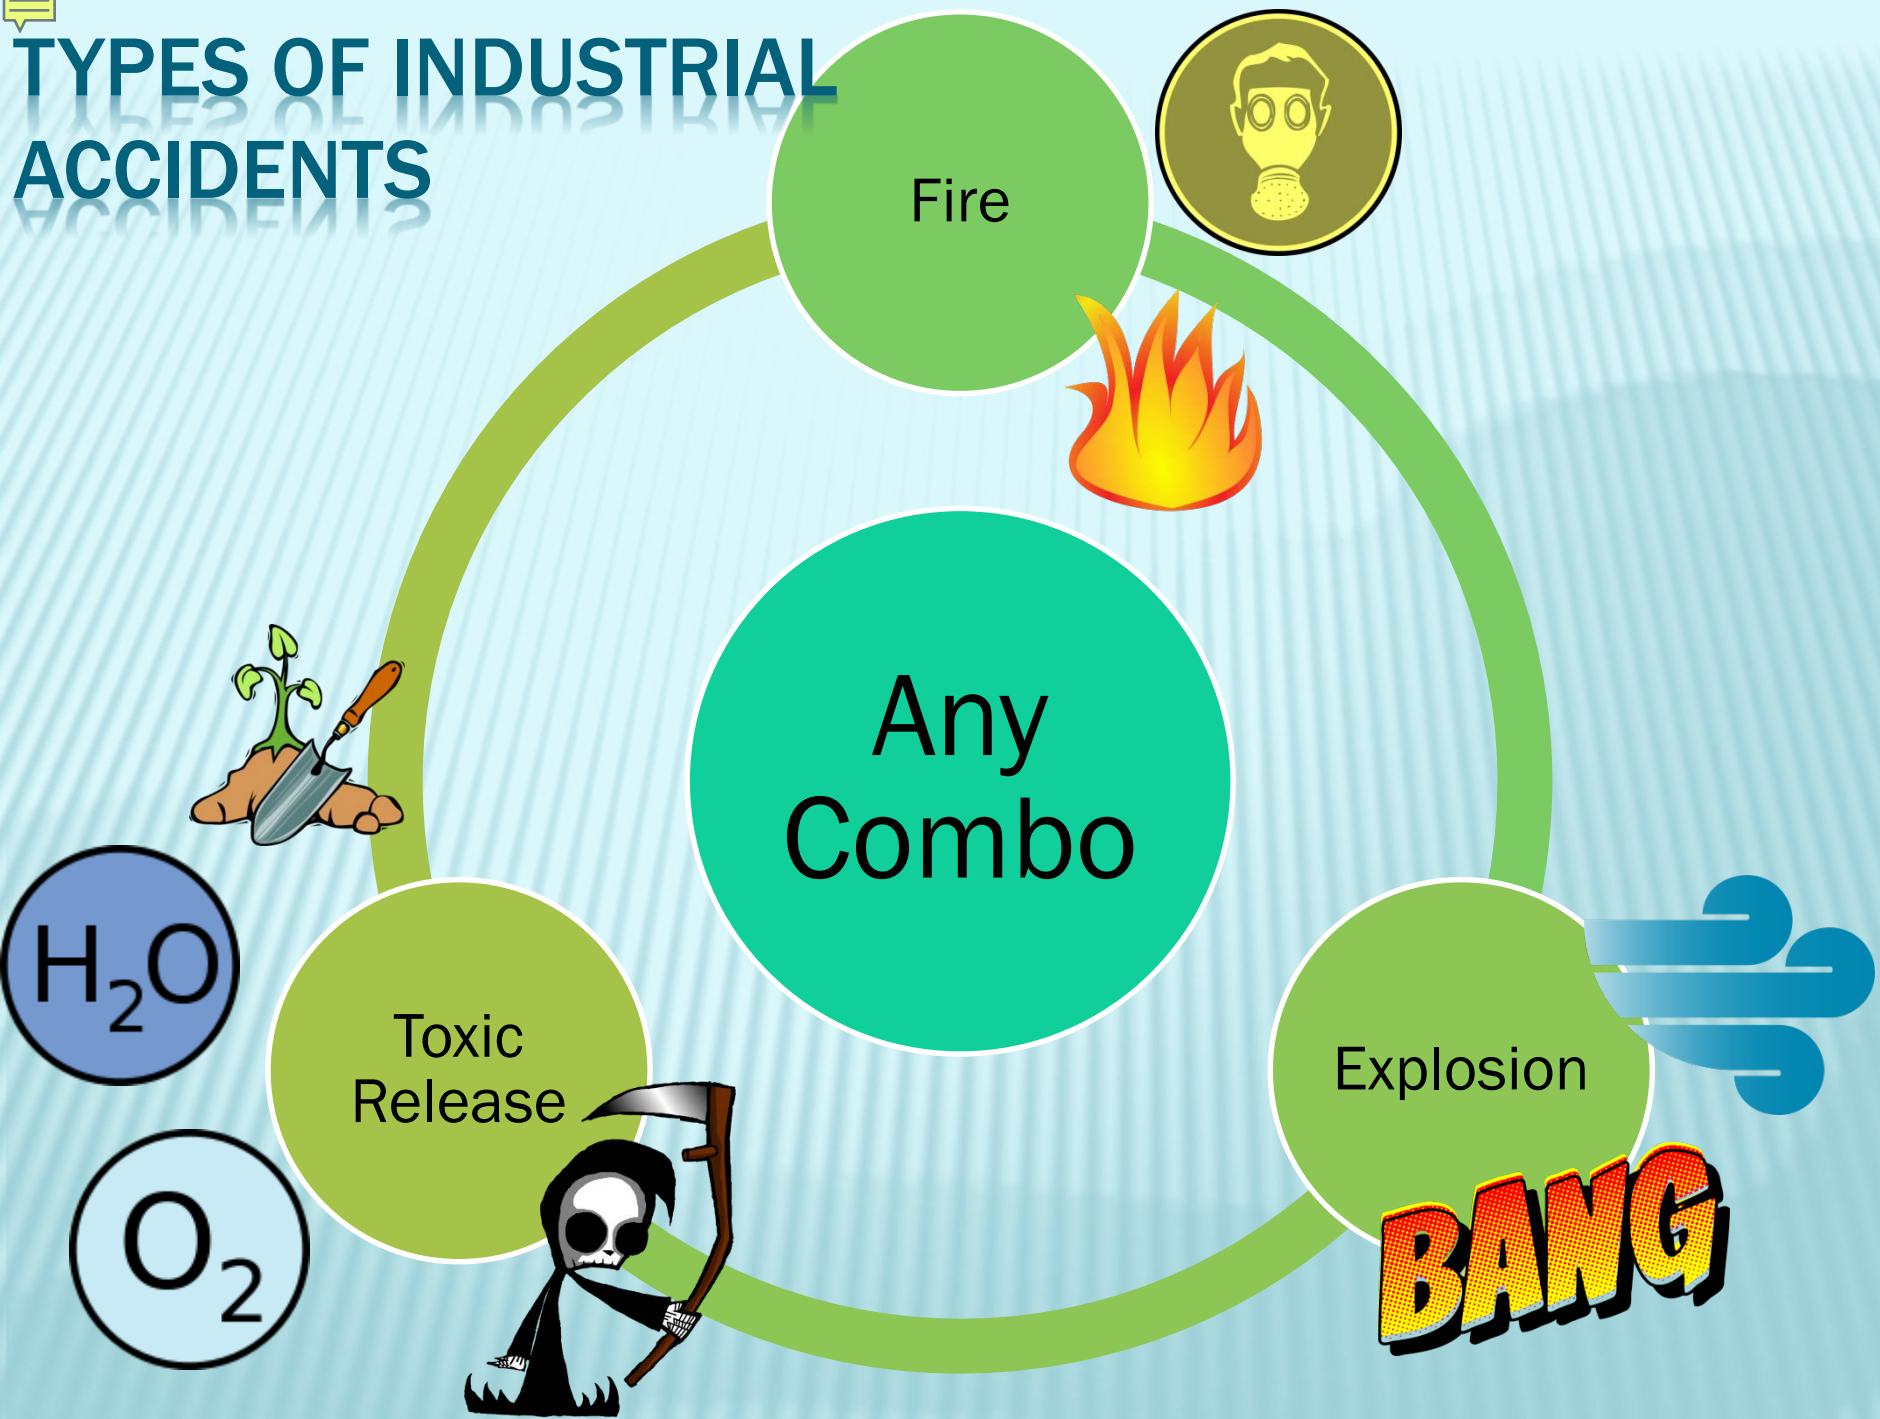 TYPES OF INDUSTRIAL
ACCIDENTS
Fire
Any
Combo
Toxic
Release
Explosion
H₂O
O₂
BANG